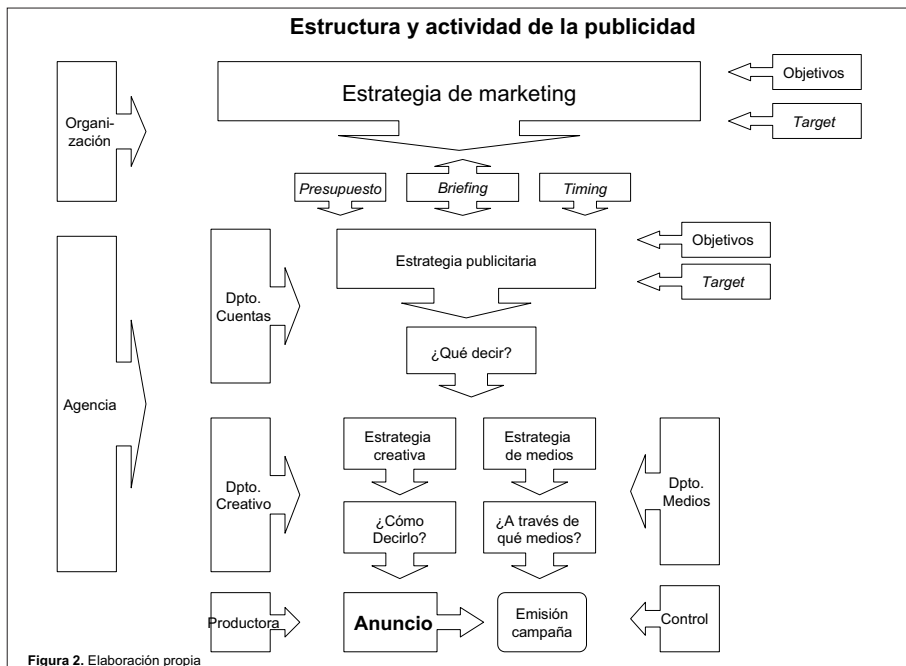 Estructura y actividad de la publicidad
Objetivos
Estrategia de marketing
Organi-
zación
Target
Presupuesto
Briefing
Timing
Objetivos
Estrategia publicitaria
Target
Dpto.
Cuentas
¿Qué decir?
Agencia
Estrategia
creativa
Estrategia
de medios
Dpto.
Creativo
Dpto.
Medios
¿Cómo
Decirlo?
¿A través de
qué medios?
Productora
Anuncio
Emisión
campaña
Control
Figura 2. Elaboración propia